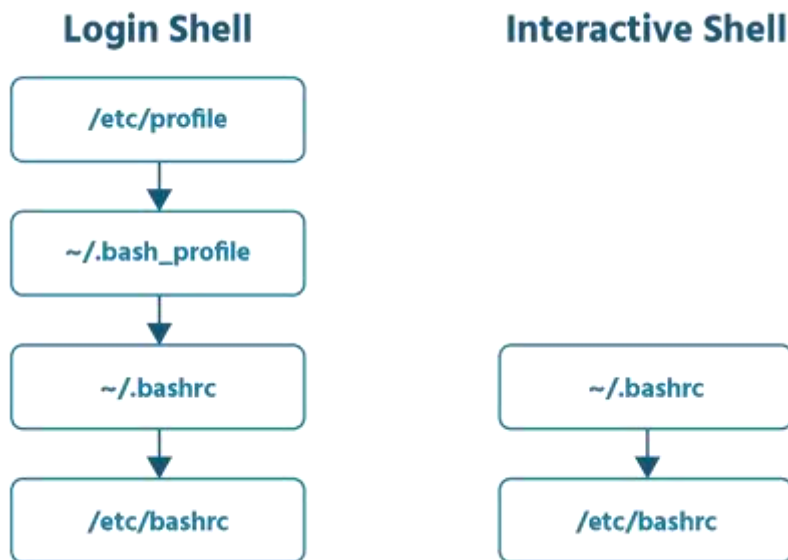 Login Shell
/etc/profile
~/.bash_profile
~/.bashrc
/etc/bashrc
Interactive Shell
~/.bashrc
/etc/bashrc